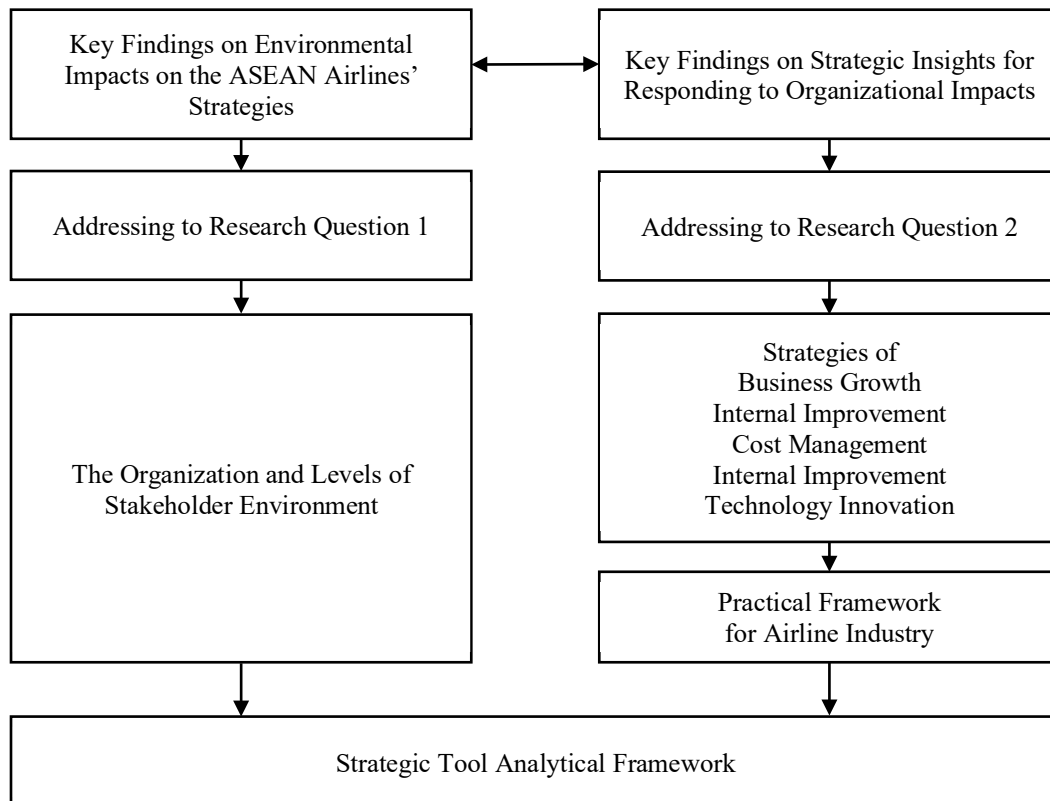 Key Findings on Environmental
Impacts on the ASEAN Airlines’
Strategies
Key Findings on Strategic Insights for
Responding to Organizational Impacts
Addressing to Research Question 1
Addressing to Research Question 2
The Organization and Levels of
Stakeholder Environment
Strategies of
Business Growth
Internal Improvement
Cost Management
Internal Improvement
Technology Innovation
Practical Framework
for Airline Industry
Strategic Tool Analytical Framework